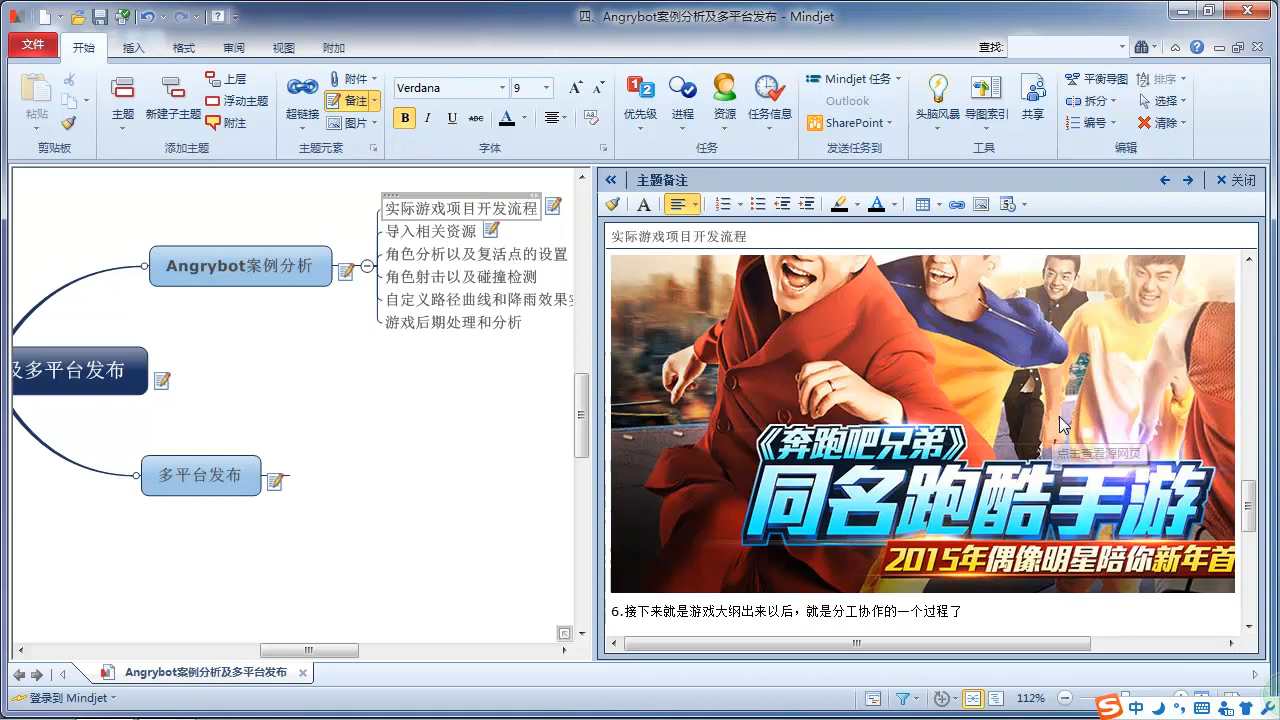 四、Angrybot案例分析及多平台发布 - Mindjet
文件 开始 插入 格式 审阅 视图 附加 查找:
粘贴
剪贴板
主题 新建子主题 上层 浮动主题 附注
添加主题
超链接 附件 备注 图片
主题元素
Verdana 9
B I U ABC A
字体
优先级 进程 资源 任务信息
任务
Mindjet 任务
Outlook
SharePoint
发送任务到
头脑风暴 导图索引 共享
工具
平衡导图 排序
拆分 选择
编号 清除
编辑
实际游戏项目开发流程
导入相关资源
角色分析以及复活点的设置
角色射击以及碰撞检测
自定义路径曲线和降雨效果
游戏后期处理和分析
Angrybot案例分析
及多平台发布
多平台发布
主题备注 关闭
实际游戏项目开发流程
点击查看源网页
《奔跑吧兄弟》
同名跑酷手游
2015年偶像明星陪你新年首
6.接下来就是游戏大纲出来以后，就是分工协作的一个过程了
Angrybot案例分析及多平台发布
登录到 Mindjet 112% 中